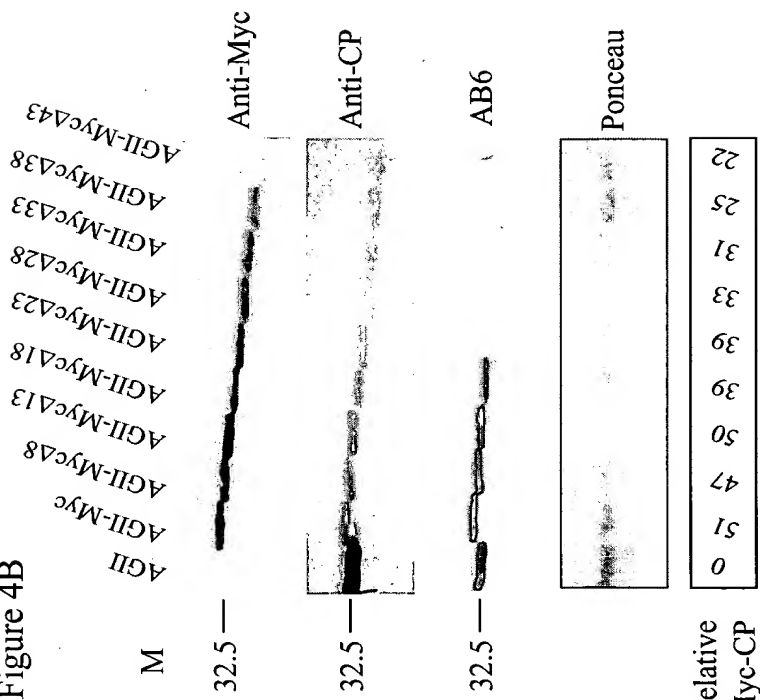 Figure 4B
M
AGII
AGII-Myc
AGII-MycΔ8
AGII-MycΔ13
AGII-MycΔ18
AGII-MycΔ23
AGII-MycΔ28
AGII-MycΔ33
AGII-MycΔ38
AGII-MycΔ43
32.5 — Anti-Myc
32.5 — Anti-CP
32.5 — AB6
Ponceau
elative
Myc-CP
0 51 47 50 39 39 33 31 25 22